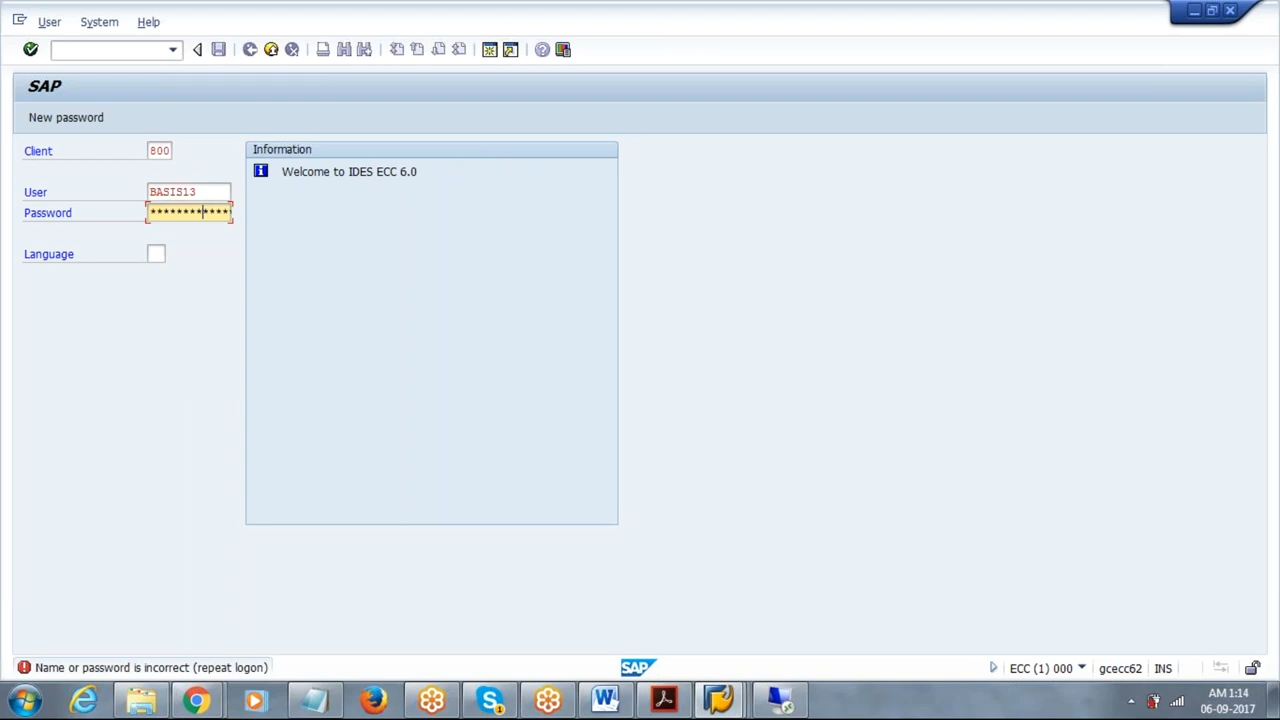 User System Help
SAP
New password
Client 800
Information
Welcome to IDES ECC 6.0
User BASIS13
Password *************
Language
Name or password is incorrect (repeat logon)
SAP
ECC (1) 000 gcecc62 INS
AM 1:14
06-09-2017